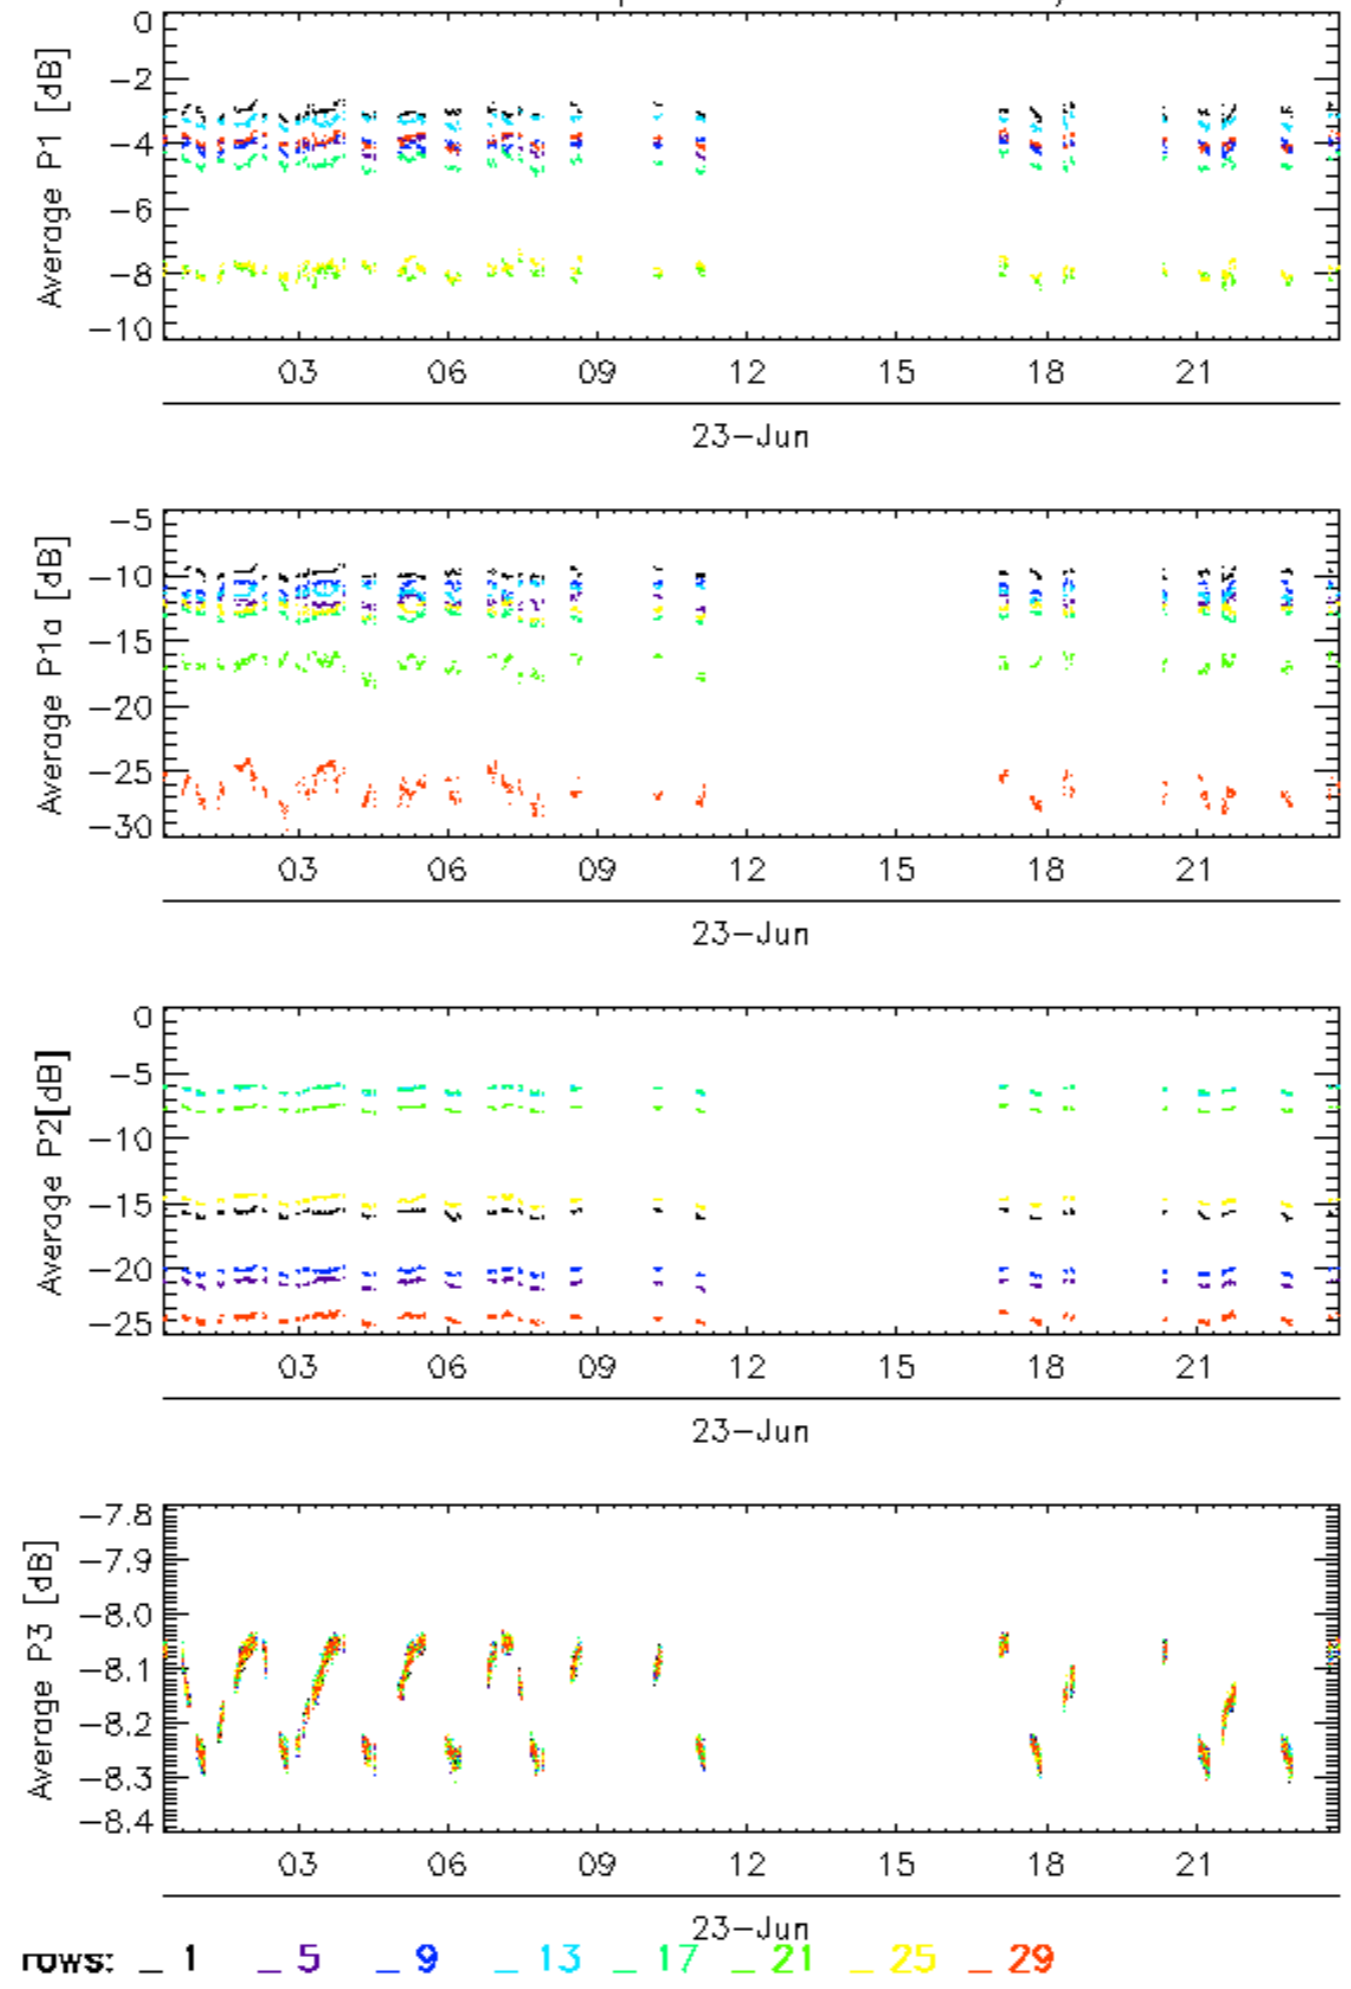 0
−2
−4
−6
−8
−10
Average P1 [dB]
03 06 09 12 15 18 21
23−Jun
−5
−10
−15
−20
−25
−30
Average P1a [dB]
03 06 09 12 15 18 21
23−Jun
0
−5
−10
−15
−20
−25
Average P2[dB]
03 06 09 12 15 18 21
23−Jun
−7.8
−7.9
−8.0
−8.1
−8.2
−8.3
−8.4
Average P3 [dB]
03 06 09 12 15 18 21
23−Jun
rows: _ 1 _ 5 _ 9 _ 13 _ 17 _ 21 _ 25 _ 29